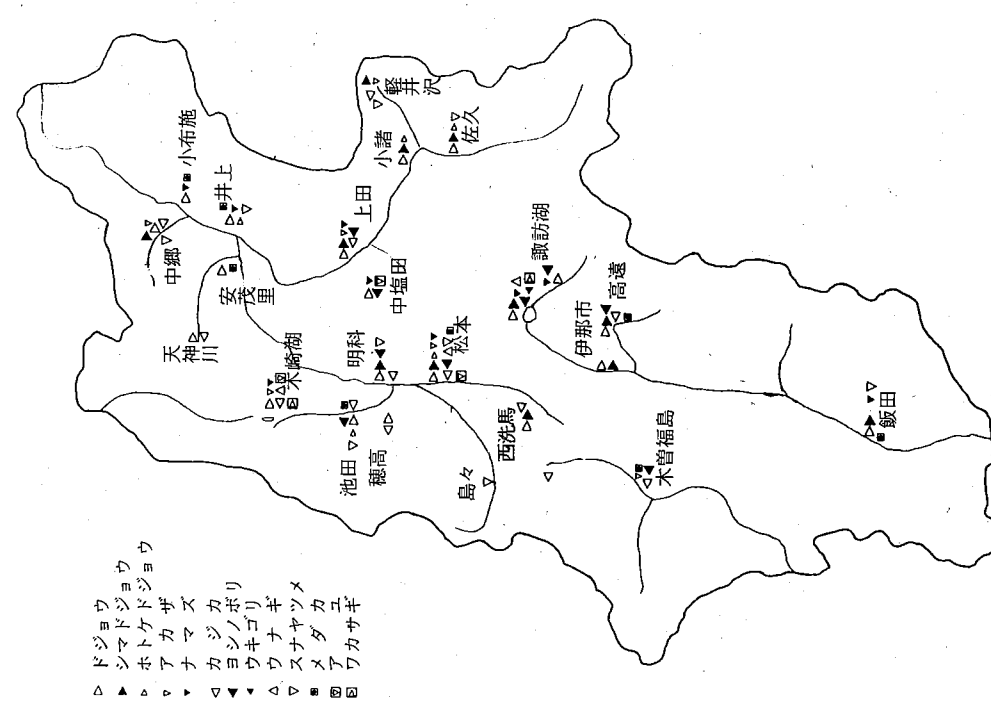 ドジョウ
シマドジョウ
ホトケドジョウ
アカザ
ナマズ
カジカ
ヨシノボリ
ウキゴリ
ウナギ
スナヤツメ
メダカ
アユ
ワカサギ
小布施
井上
中郷
安茂里
天神川
木崎湖
池田
穂高
明科
松本
島々
西洗馬
木曽福島
上田
中塩田
小諸
軽井沢
佐久
諏訪湖
高遠
伊那市
飯田